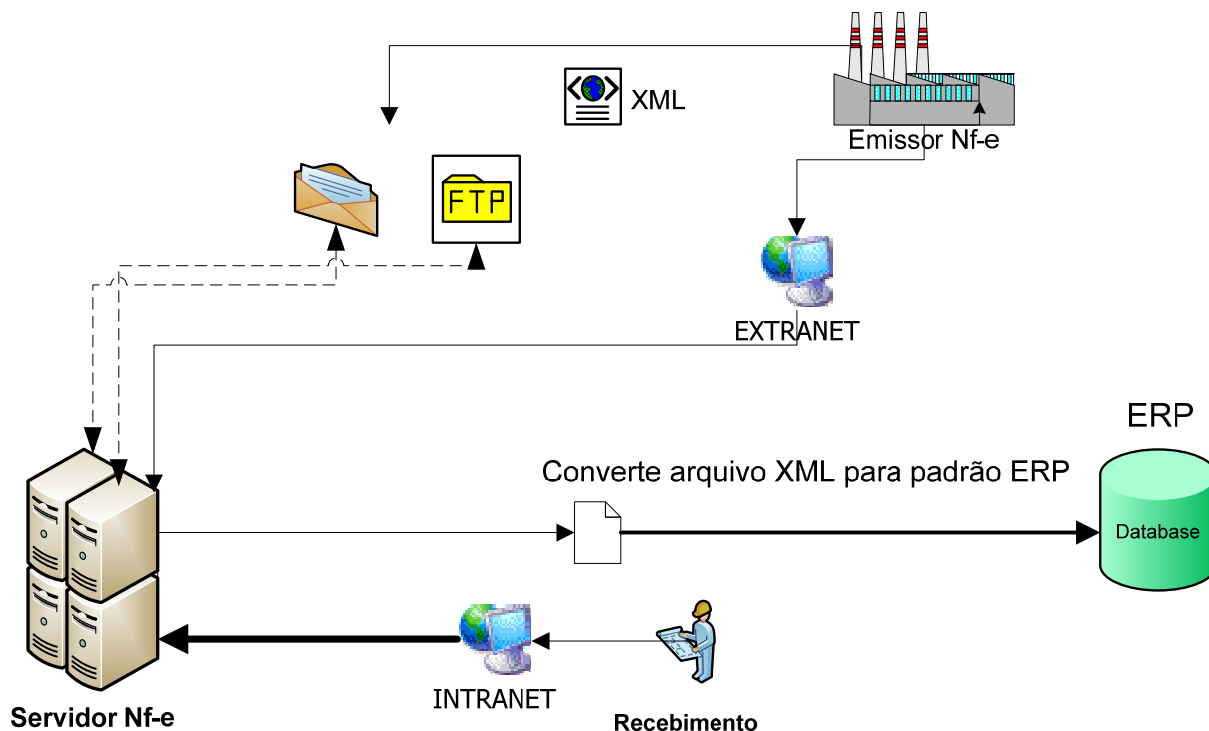 XML
Emissor Nf-e
FTP
EXTRANET
ERP
Converte arquivo XML para padrão ERP
Database
INTRANET
Servidor Nf-e
Recebimento